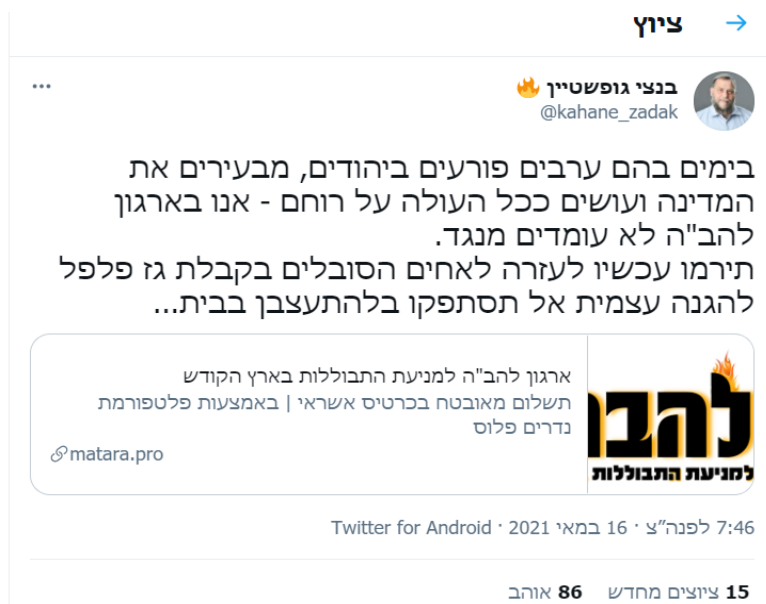 ציוץ
בנצי גופשטיין
@kahane_zadak
בימים בהם ערבים פורעים ביהודים, מבעירים את
המדינה ועושים ככל העולה על רוחם - אנו בארגון
להב"ה לא עומדים מנגד.
תירמו עכשיו לעזרה לאחים הסובלים בקבלת גז פלפל
להגנה עצמית אל תסתפקו בלהתעצבן בבית...
ארגון להב"ה למניעת התבוללות בארץ הקודש
תשלום מאובטח בכרטיס אשראי | באמצעות פלטפורמת
נדרים פלוס
matara.pro
להב
למניעת התבוללות
7:46 לפנה״צ · 16 במאי 2021 · Twitter for Android
15 ציוצים מחדש 86 אוהב